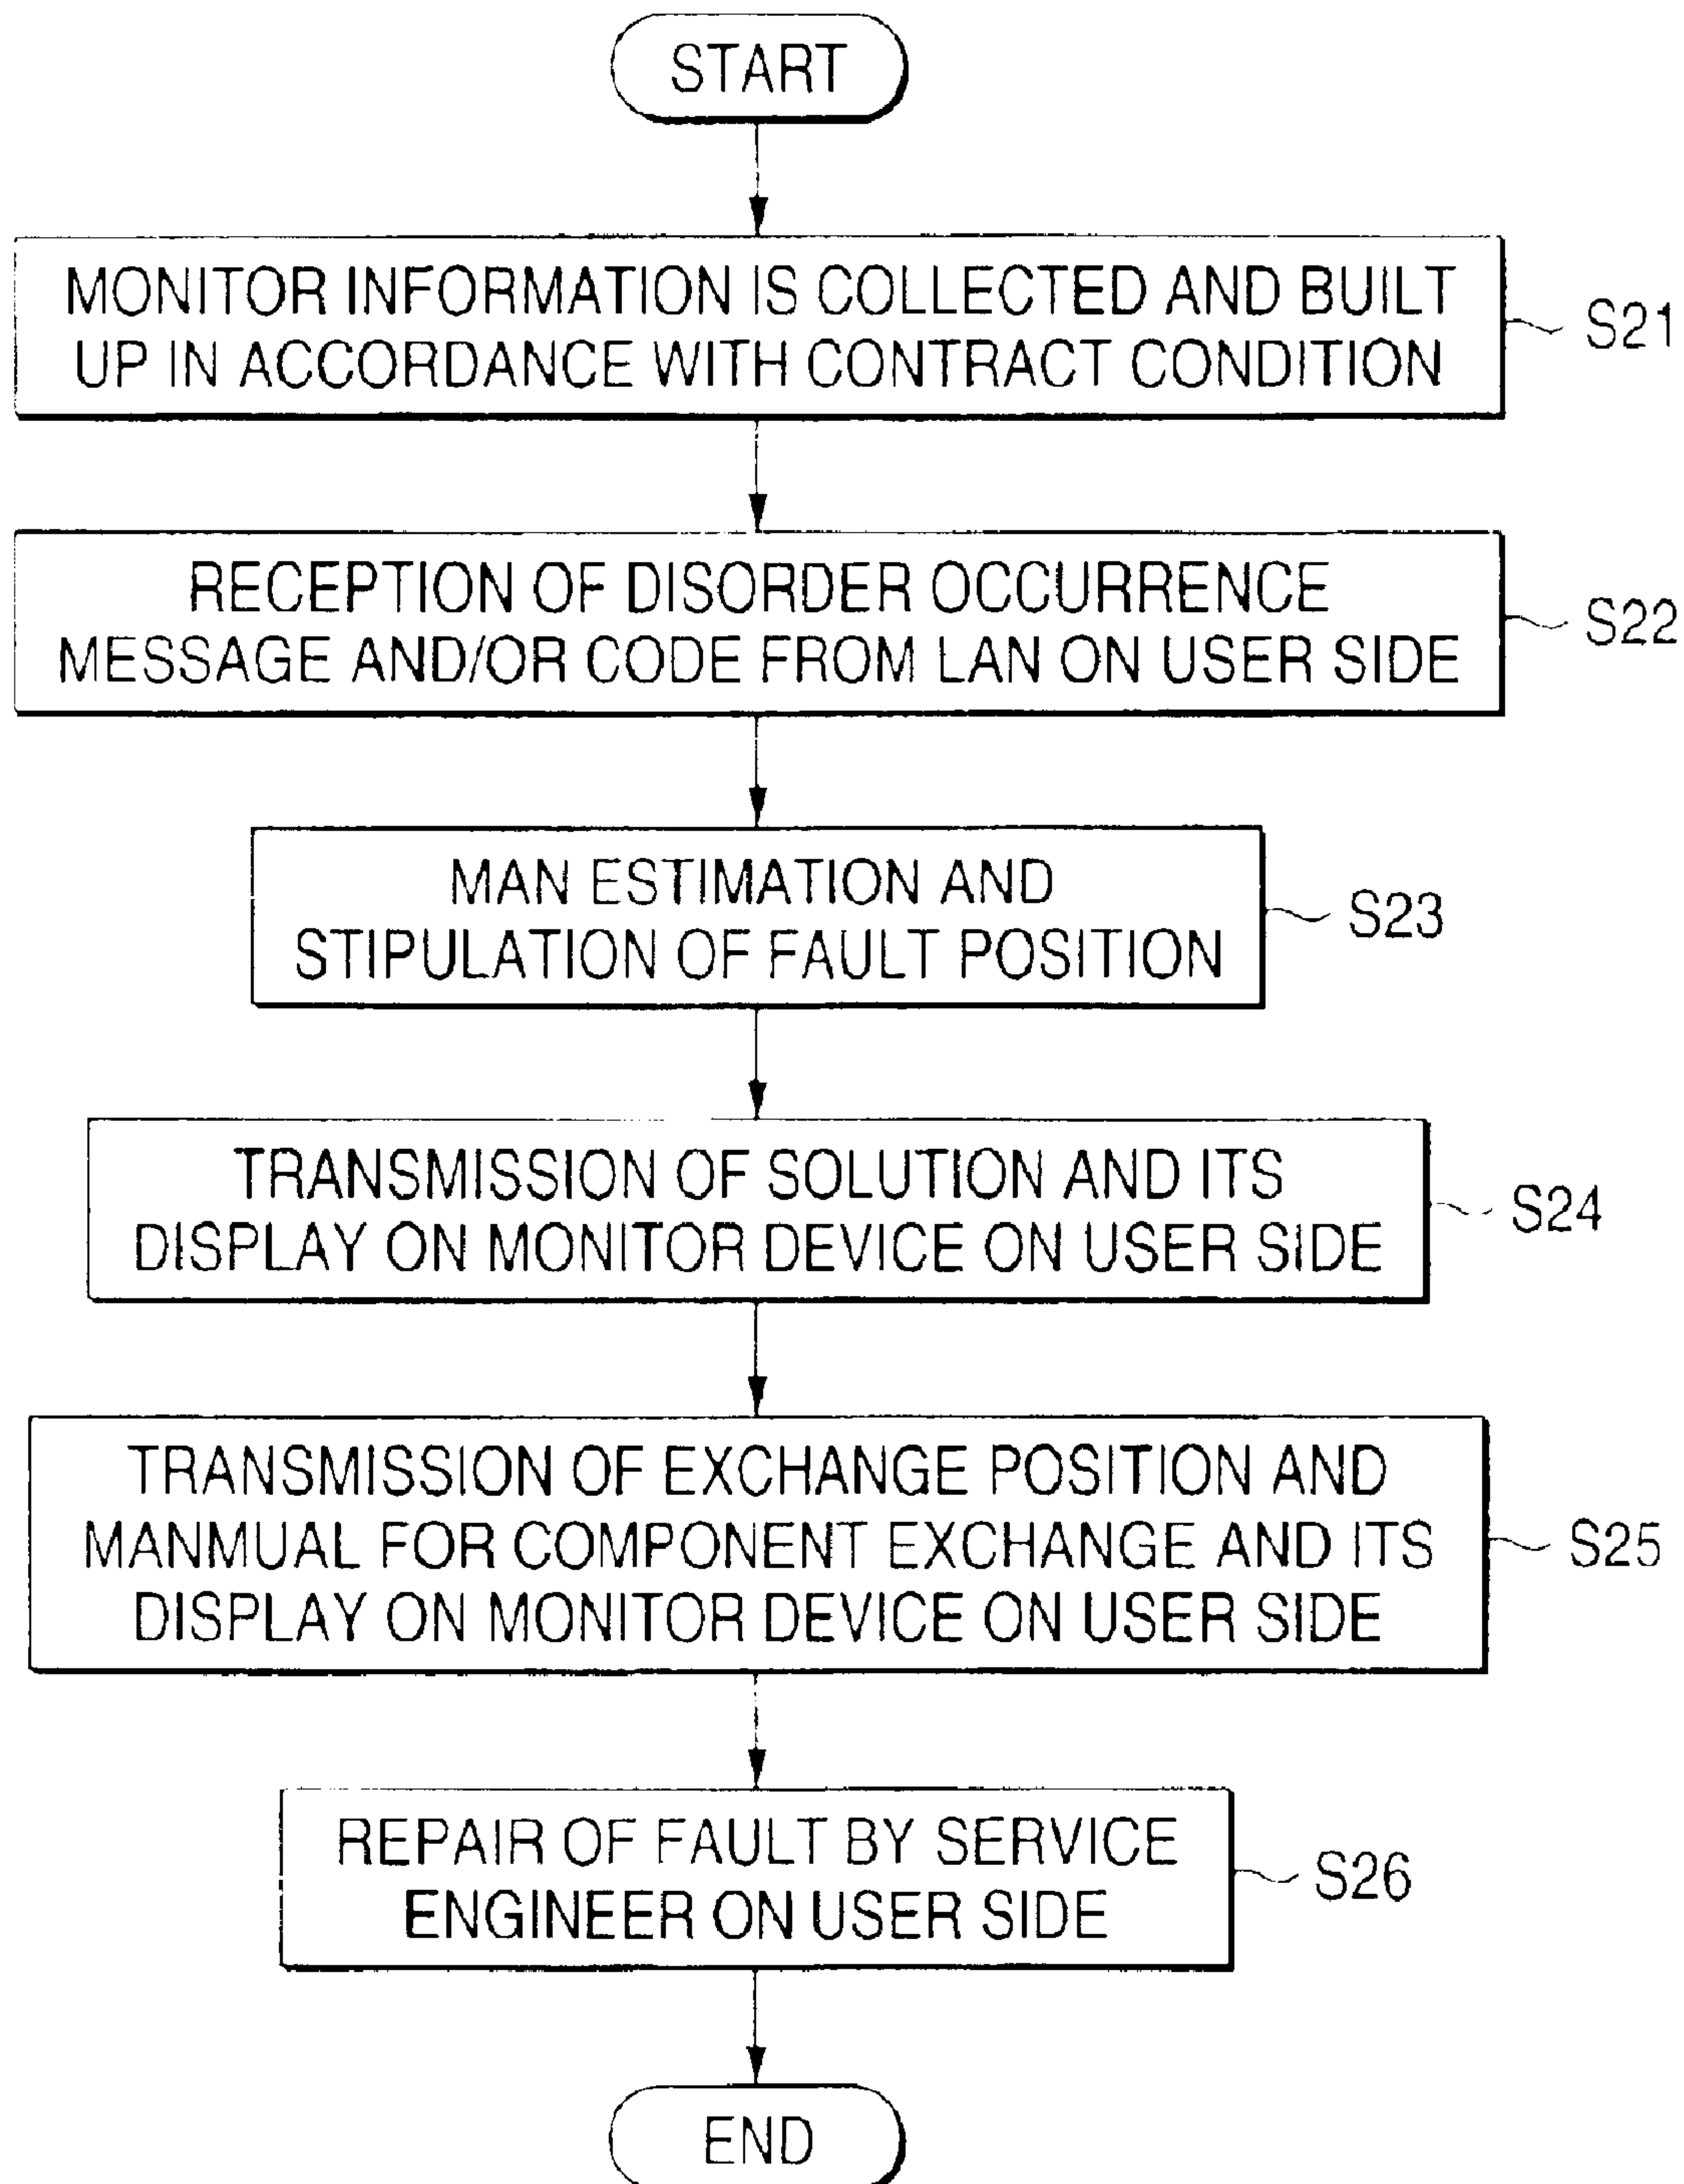 START
MONITOR INFORMATION IS COLLECTED AND BUILT
UP IN ACCORDANCE WITH CONTRACT CONDITION
S21
RECEPTION OF DISORDER OCCURRENCE
MESSAGE AND/OR CODE FROM LAN ON USER SIDE
S22
MAN ESTIMATION AND
STIPULATION OF FAULT POSITION
S23
TRANSMISSION OF SOLUTION AND ITS
DISPLAY ON MONITOR DEVICE ON USER SIDE
S24
TRANSMISSION OF EXCHANGE POSITION AND
MANMUAL FOR COMPONENT EXCHANGE AND ITS
DISPLAY ON MONITOR DEVICE ON USER SIDE
S25
REPAIR OF FAULT BY SERVICE
ENGINEER ON USER SIDE
S26
END